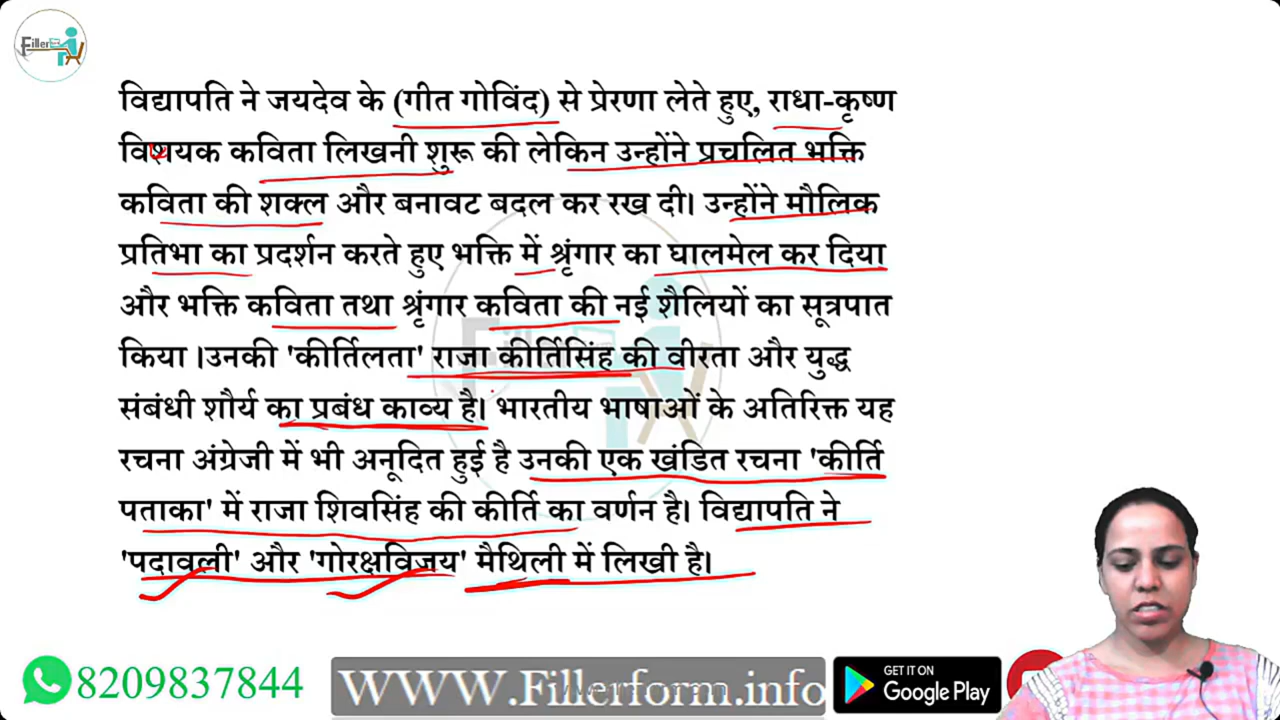 Fillerform
विद्यापति ने जयदेव के (गीत गोविंद) से प्रेरणा लेते हुए, राधा-कृष्ण
विषयक कविता लिखनी शुरू की लेकिन उन्होंने प्रचलित भक्ति
कविता की शक्ल और बनावट बदल कर रख दी। उन्होंने मौलिक
प्रतिभा का प्रदर्शन करते हुए भक्ति में श्रृंगार का घालमेल कर दिया
और भक्ति कविता तथा श्रृंगार कविता की नई शैलियों का सूत्रपात
किया ।उनकी 'कीर्तिलता' राजा कीर्तिसिंह की वीरता और युद्ध
संबंधी शौर्य का प्रबंध काव्य है। भारतीय भाषाओं के अतिरिक्त यह
रचना अंग्रेजी में भी अनूदित हुई है उनकी एक खंडित रचना 'कीर्ति
पताका' में राजा शिवसिंह की कीर्ति का वर्णन है। विद्यापति ने
'पदावली' और 'गोरक्षविजय' मैथिली में लिखी है।
8209837844
WWW.Fillerform.info
GET IT ON
Google Play